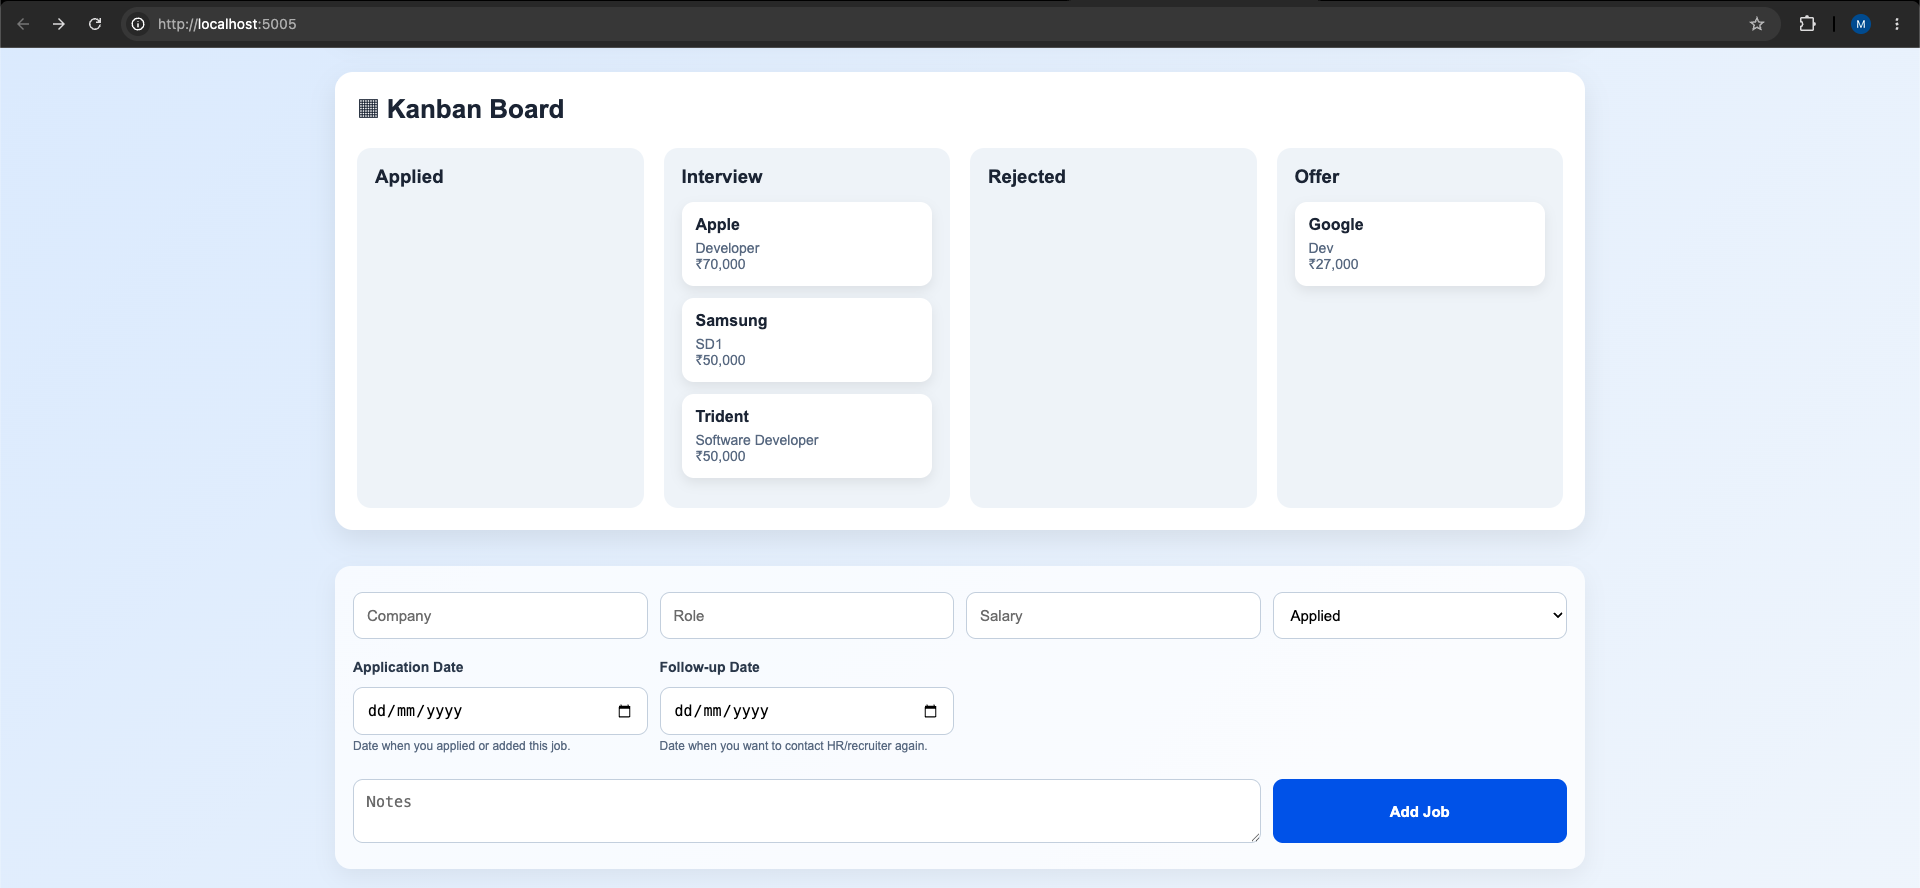 http://localhost:5005
M
Kanban Board
Applied
Interview
Apple
Developer
₹70,000
Samsung
SD1
₹50,000
Trident
Software Developer
₹50,000
Rejected
Offer
Google
Dev
₹27,000
Company
Role
Salary
Applied
Application Date
dd/mm/yyyy
Date when you applied or added this job.
Follow-up Date
dd/mm/yyyy
Date when you want to contact HR/recruiter again.
Notes
Add Job